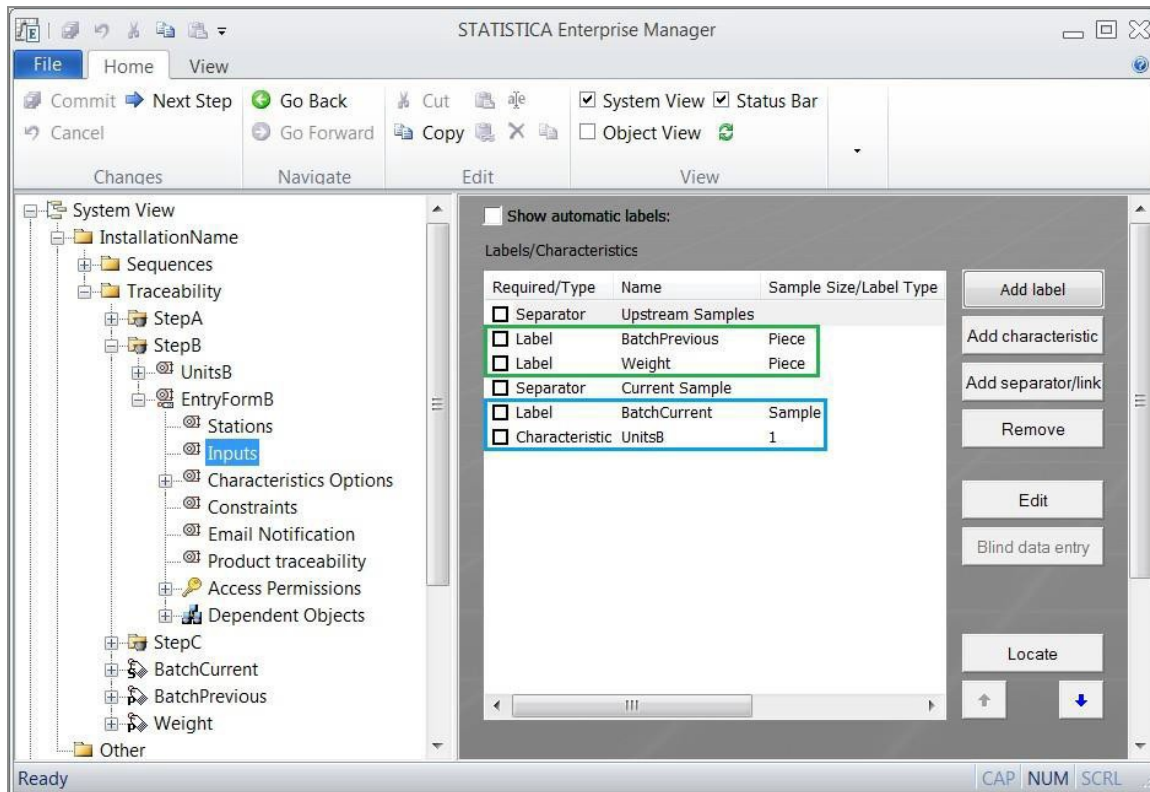 STATISTICA Enterprise Manager
File Home View
Commit Next Step Go Back Cut a|e System View Status Bar
Cancel Go Forward Copy Object View
Changes Navigate Edit View
System View
InstallationName
Sequences
Traceability
StepA
StepB
UnitsB
EntryFormB
Stations
Inputs
Characteristics Options
Constraints
Email Notification
Product traceability
Access Permissions
Dependent Objects
StepC
BatchCurrent
BatchPrevious
Weight
Other
Show automatic labels:
Labels/Characteristics
Required/Type Name Sample Size/Label Type
Separator Upstream Samples
Label BatchPrevious Piece
Label Weight Piece
Separator Current Sample
Label BatchCurrent Sample
Characteristic UnitsB 1
Add label
Add characteristic
Add separator/link
Remove
Edit
Blind data entry
Locate
Ready CAP NUM SCRL